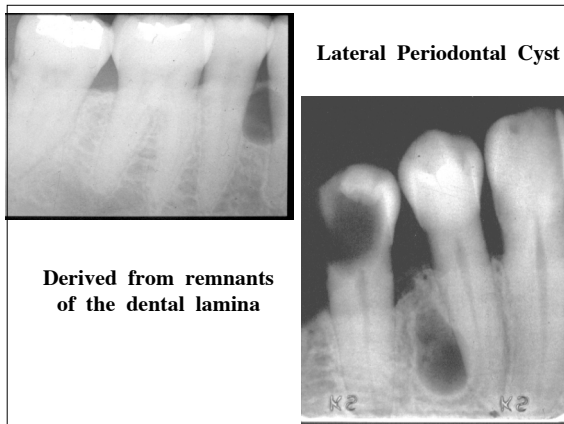 Lateral Periodontal Cyst
Derived from remnants
of the dental lamina